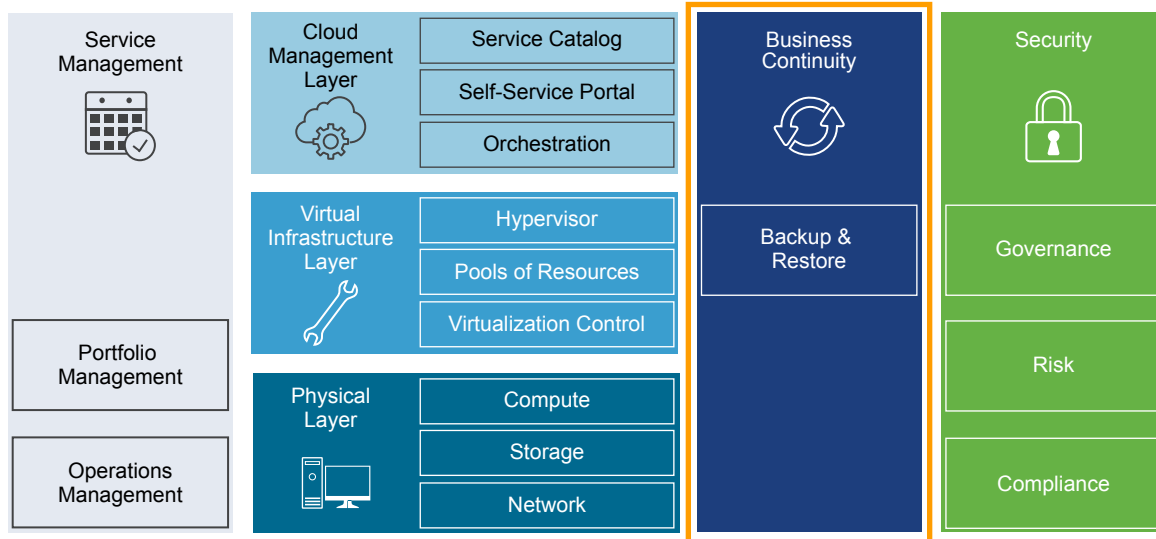 Service
Management
Portfolio
Management
Operations
Management
Cloud
Management
Layer
Service Catalog
Self-Service Portal
Orchestration
Virtual
Infrastructure
Layer
Hypervisor
Pools of Resources
Virtualization Control
Physical
Layer
Compute
Storage
Network
Business
Continuity
Backup &
Restore
Security
Governance
Risk
Compliance